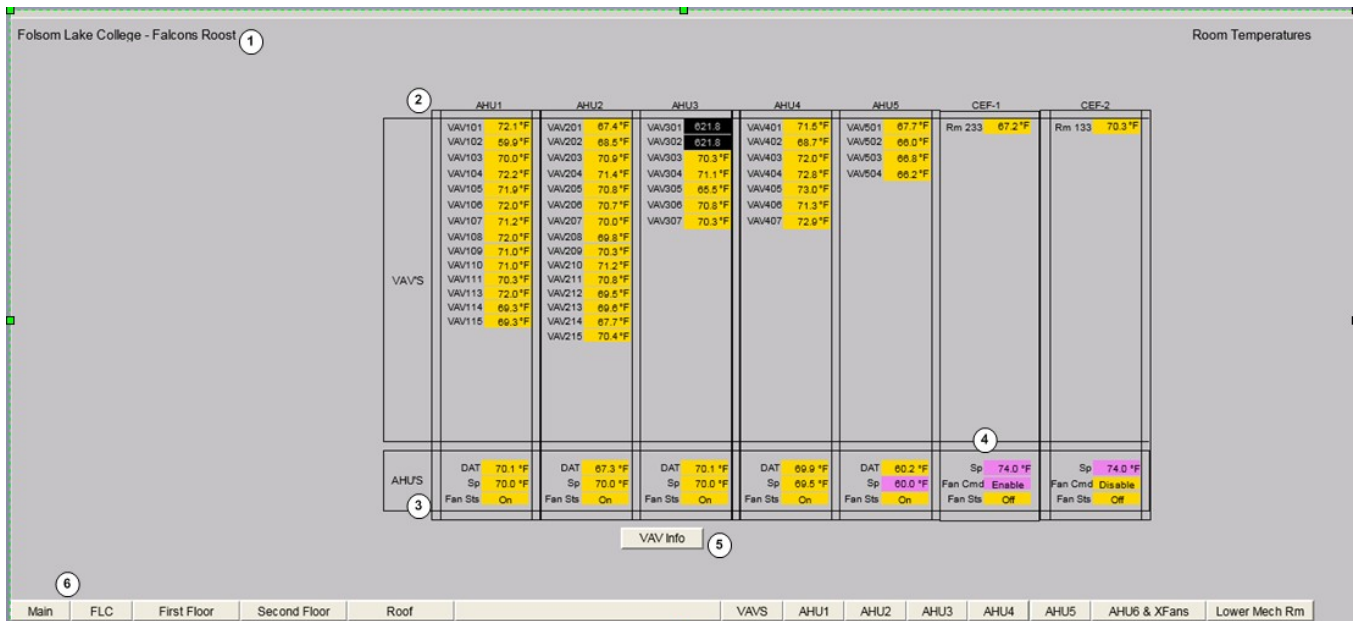 Folsom Lake College - Falcons Roost 1 Room Temperatures
2 AHU1 AHU2 AHU3 AHU4 AHU5 CEF-1 CEF-2
VAV101 72.1°F VAV201 67.4°F VAV301 621.8 VAV401 71.5°F VAV501 67.7°F Rm 233 67.2°F Rm 133 70.3°F
VAV102 59.9°F VAV202 68.5°F VAV302 621.8 VAV402 68.7°F VAV502 66.0°F
VAV103 70.0°F VAV203 70.9°F VAV303 70.3°F VAV403 72.0°F VAV503 66.8°F
VAV104 72.2°F VAV204 71.4°F VAV304 71.1°F VAV404 72.8°F VAV504 66.2°F
VAV105 71.9°F VAV205 70.8°F VAV305 65.5°F VAV405 73.0°F
VAV106 72.0°F VAV206 70.7°F VAV306 70.8°F VAV406 71.3°F
VAV107 71.2°F VAV207 70.0°F VAV307 70.3°F VAV407 72.9°F
VAV108 72.0°F VAV208 69.8°F
VAV109 71.0°F VAV209 70.3°F
VAV110 71.0°F VAV210 71.2°F
VAV'S VAV111 70.3°F VAV211 70.8°F
VAV113 72.0°F VAV212 69.5°F
VAV114 69.3°F VAV213 69.6°F
VAV115 69.3°F VAV214 67.7°F
VAV215 70.4°F
4
DAT 70.1 °F DAT 67.3 °F DAT 70.1 °F DAT 69.9 °F DAT 60.2 °F Sp 74.0 °F Sp 74.0 °F
AHU'S Sp 70.0 °F Sp 70.0 °F Sp 70.0 °F Sp 69.5 °F Sp 60.0 °F Fan Cmd Enable Fan Cmd Disable
3 Fan Sts On Fan Sts On Fan Sts On Fan Sts On Fan Sts On Fan Sts Off Fan Sts Off
VAV Info 5
6
Main FLC First Floor Second Floor Roof VAVS AHU1 AHU2 AHU3 AHU4 AHU5 AHU6 & XFans Lower Mech Rm